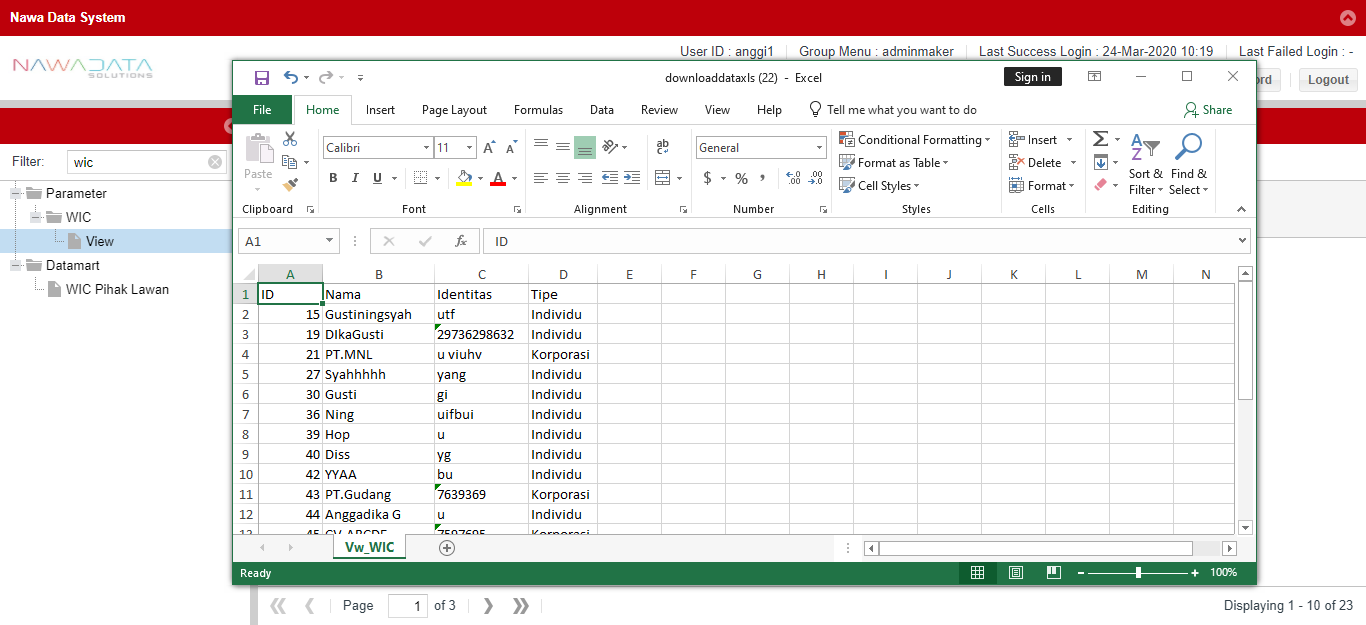 Nawa Data System
NAWADATA
SOLUTIONS
User ID : anggi1 Group Menu : adminmaker Last Success Login : 24-Mar-2020 10:19 Last Failed Login : -
rd Logout
downloaddataxls (22) - Excel Sign in
File Home Insert Page Layout Formulas Data Review View Help Tell me what you want to do Share
Paste
Calibri 11
B I U A
ab
General
$ % ,
Conditional Formatting
Format as Table
Cell Styles
Insert
Delete
Format
Sort & Filter
Find & Select
Clipboard Font Alignment Number Styles Cells Editing
A1 fx ID
Filter: wic
Parameter
WIC
View
Datamart
WIC Pihak Lawan
A B C D E F G H I J K L M N
1 ID Nama Identitas Tipe
2 15 Gustiningsyah utf Individu
3 19 DIkaGusti 29736298632 Individu
4 21 PT.MNL u viuhv Korporasi
5 27 Syahhhhh yang Individu
6 30 Gusti gi Individu
7 36 Ning uifbui Individu
8 39 Hop u Individu
9 40 Diss yg Individu
10 42 YYAA bu Individu
11 43 PT.Gudang 7639369 Korporasi
12 44 Anggadika G u Individu
Vw_WIC
Ready 100%
Page 1 of 3 Displaying 1 - 10 of 23